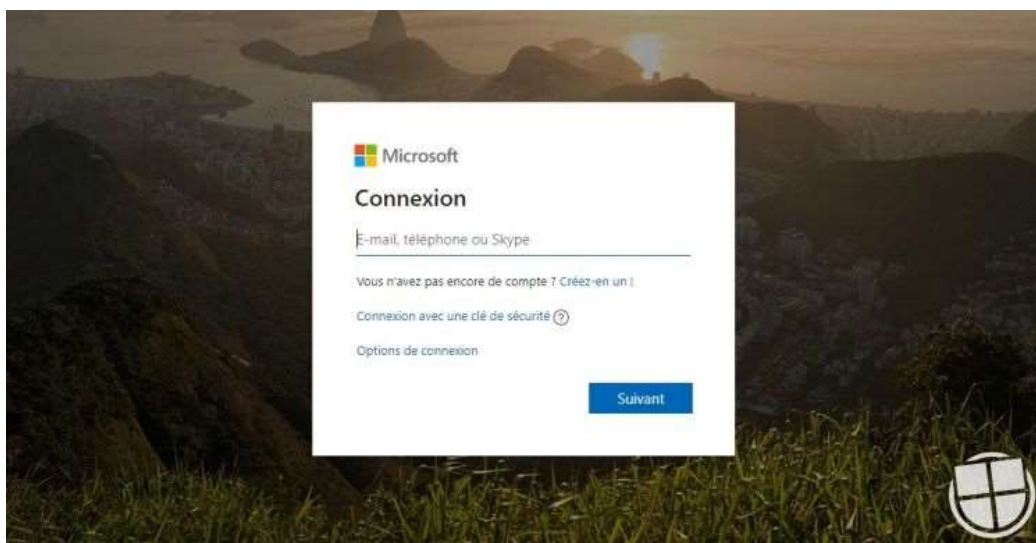 Microsoft
Connexion
E-mail, téléphone ou Skype
Vous n'avez pas encore de compte ? Créez-en un !
Connexion avec une clé de sécurité ?
Options de connexion
Suivant